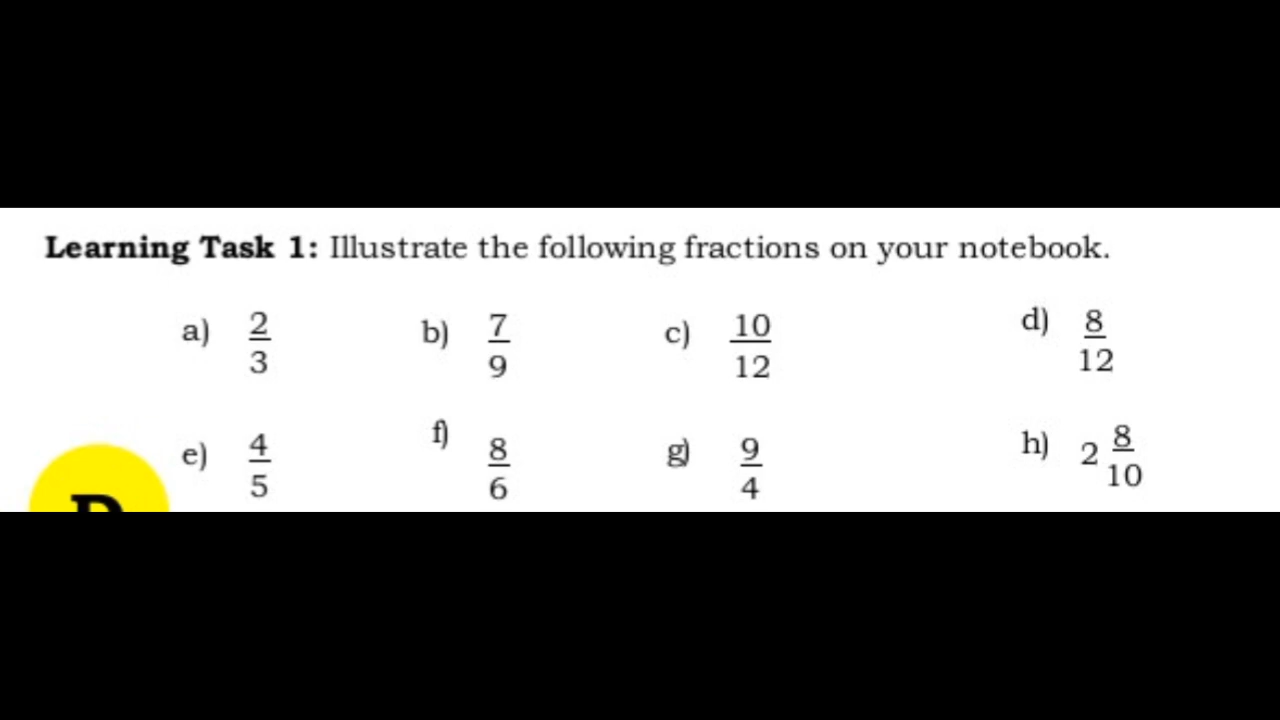 Learning Task 1: Illustrate the following fractions on your notebook.
a) 2/3 b) 7/9 c) 10/12 d) 8/12
e) 4/5 f) 8/6 g) 9/4 h) 2 8/10